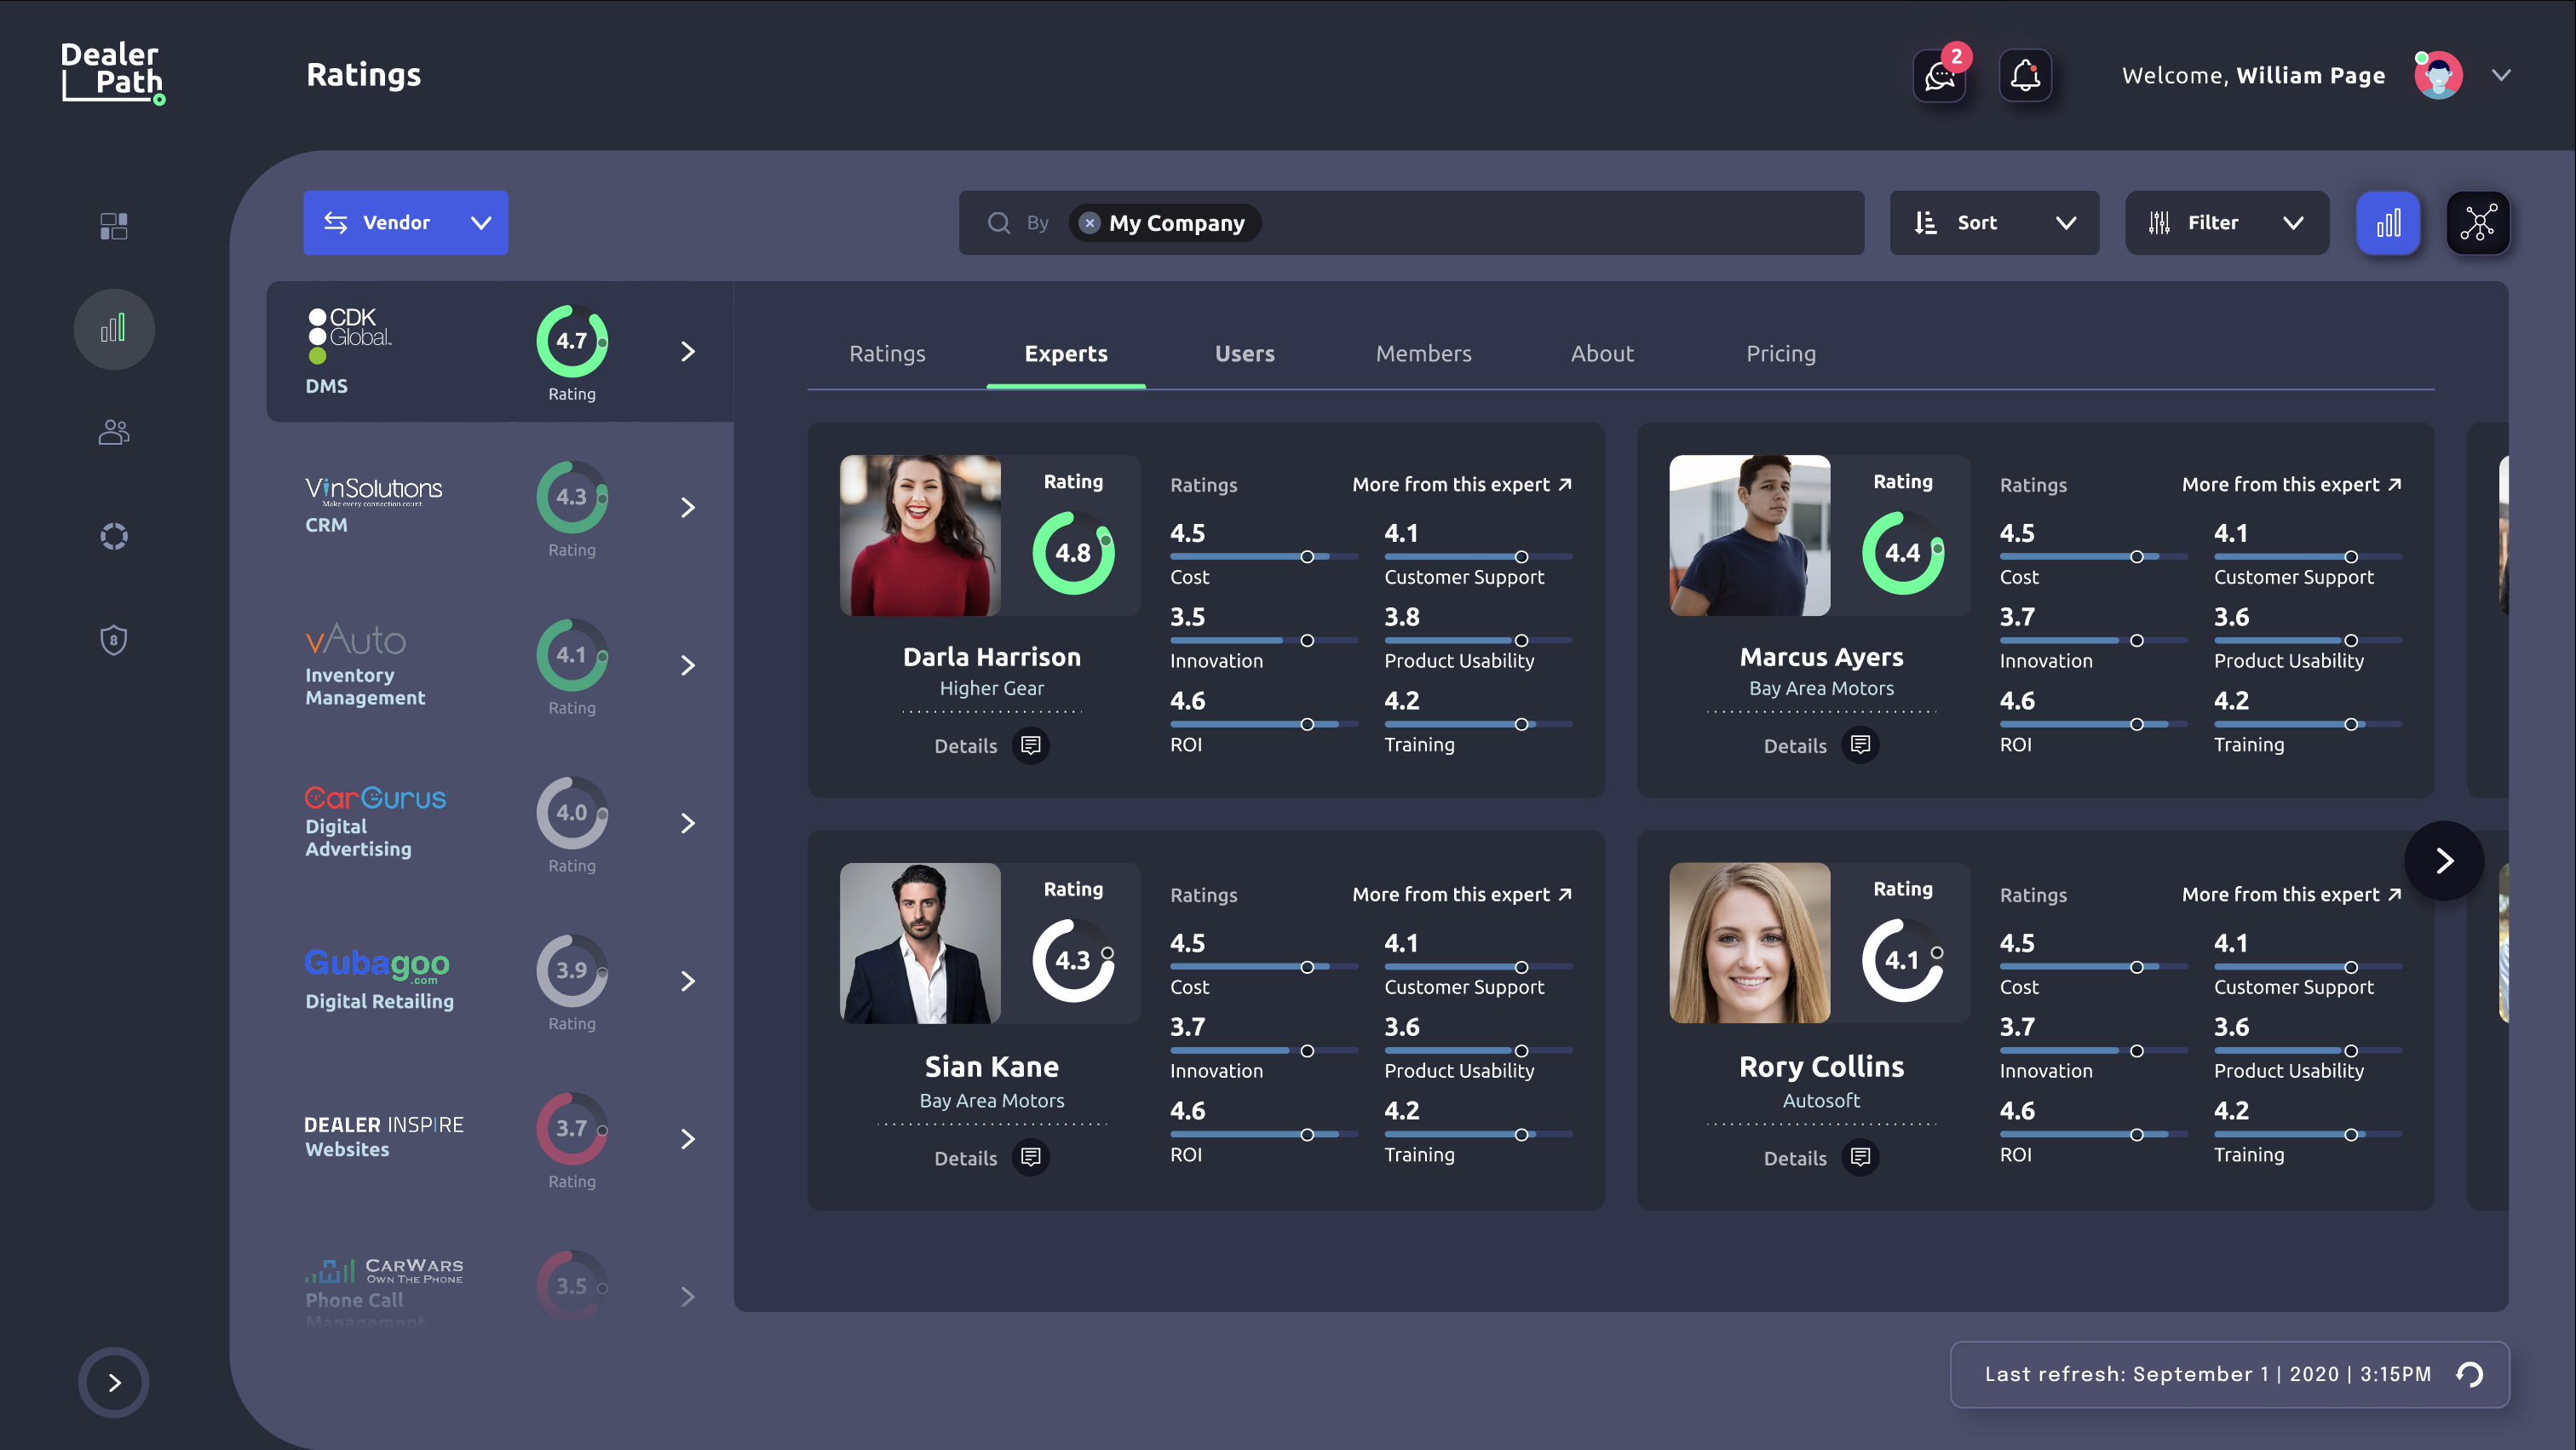 Dealer
Path
Ratings
2
Welcome, William Page
Vendor
By
My Company
Sort
Filter
8
CDK
Global
DMS
4.7
Rating
VinSolutions
Make every connection count.
CRM
4.3
Rating
vAuto
Inventory
Management
4.1
Rating
CarGurus
Digital
Advertising
4.0
Rating
Gubagoo
.com
Digital Retailing
3.9
Rating
DEALER INSPIRE
Websites
3.7
Rating
CARWARS
OWN THE PHONE
Phone Call
Management
3.5
Ratings
Experts
Users
Members
About
Pricing
Rating
4.8
Darla Harrison
Higher Gear
Details
Ratings
More from this expert
4.5
Cost
4.1
Customer Support
3.5
Innovation
3.8
Product Usability
4.6
ROI
4.2
Training
Rating
4.4
Marcus Ayers
Bay Area Motors
Details
Ratings
More from this expert
4.5
Cost
4.1
Customer Support
3.7
Innovation
3.6
Product Usability
4.6
ROI
4.2
Training
Rating
4.3
Sian Kane
Bay Area Motors
Details
Ratings
More from this expert
4.5
Cost
4.1
Customer Support
3.7
Innovation
3.6
Product Usability
4.6
ROI
4.2
Training
Rating
4.1
Rory Collins
Autosoft
Details
Ratings
More from this expert
4.5
Cost
4.1
Customer Support
3.7
Innovation
3.6
Product Usability
4.6
ROI
4.2
Training
Last refresh: September 1 | 2020 | 3:15PM